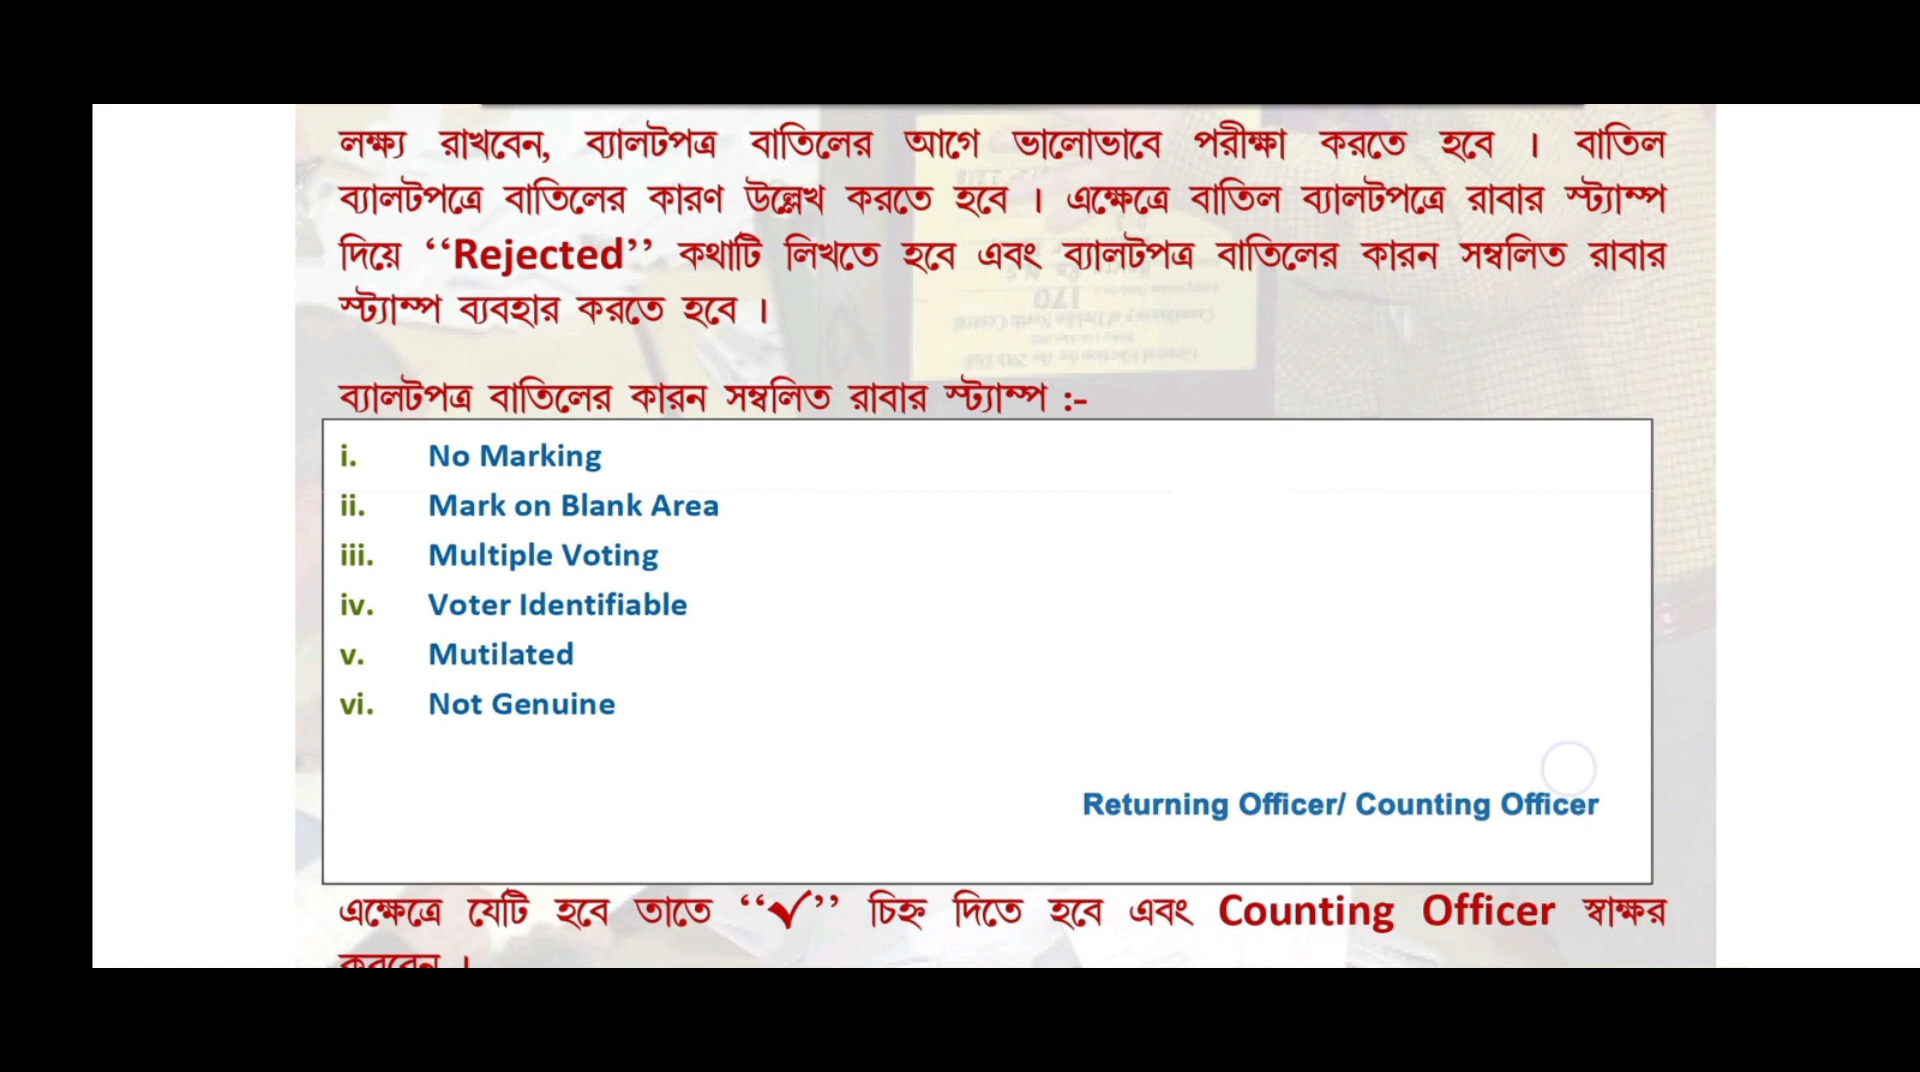 লক্ষ্য রাখবেন, ব্যালটপত্র বাতিলের আগে ভালোভাবে পরীক্ষা করতে হবে । বাতিল
ব্যালটপত্রে বাতিলের কারণ উল্লেখ করতে হবে । এক্ষেত্রে বাতিল ব্যালটপত্রে রাবার স্ট্যাম্প
দিয়ে ‘‘Rejected’’ কথাটি লিখতে হবে এবং ব্যালটপত্র বাতিলের কারন সম্বলিত রাবার
স্ট্যাম্প ব্যবহার করতে হবে ।
ব্যালটপত্র বাতিলের কারন সম্বলিত রাবার স্ট্যাম্প :-
i. No Marking
ii. Mark on Blank Area
iii. Multiple Voting
iv. Voter Identifiable
v. Mutilated
vi. Not Genuine
Returning Officer/ Counting Officer
এক্ষেত্রে যেটি হবে তাতে ‘‘✓’’ চিহ্ন দিতে হবে এবং Counting Officer স্বাক্ষর
করবেন ।